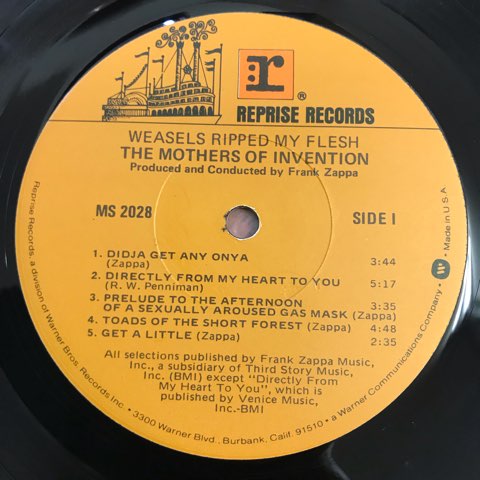 r ®
REPRISE RECORDS
WEASELS RIPPED MY FLESH
THE MOTHERS OF INVENTION
Produced and Conducted by Frank Zappa
MS 2028
SIDE I
1. DIDJA GET ANY ONYA
(Zappa) 3:44
2. DIRECTLY FROM MY HEART TO YOU
(R. W. Penniman) 5:17
3. PRELUDE TO THE AFTERNOON
OF A SEXUALLY AROUSED GAS MASK (Zappa) 3:35
4. TOADS OF THE SHORT FOREST (Zappa) 4:48
5. GET A LITTLE (Zappa) 2:35
All selections published by Frank Zappa Music,
Inc., a subsidiary of Third Story Music,
Inc. (BMI) except "Directly From
My Heart To You", which is
published by Venice Music,
Inc.-BMI
Reprise Records, a division of Warner Bros. Records Inc. • 3300 Warner Blvd., Burbank, Calif. 91510 • a Warner Communications Company • W • Made in U.S.A.